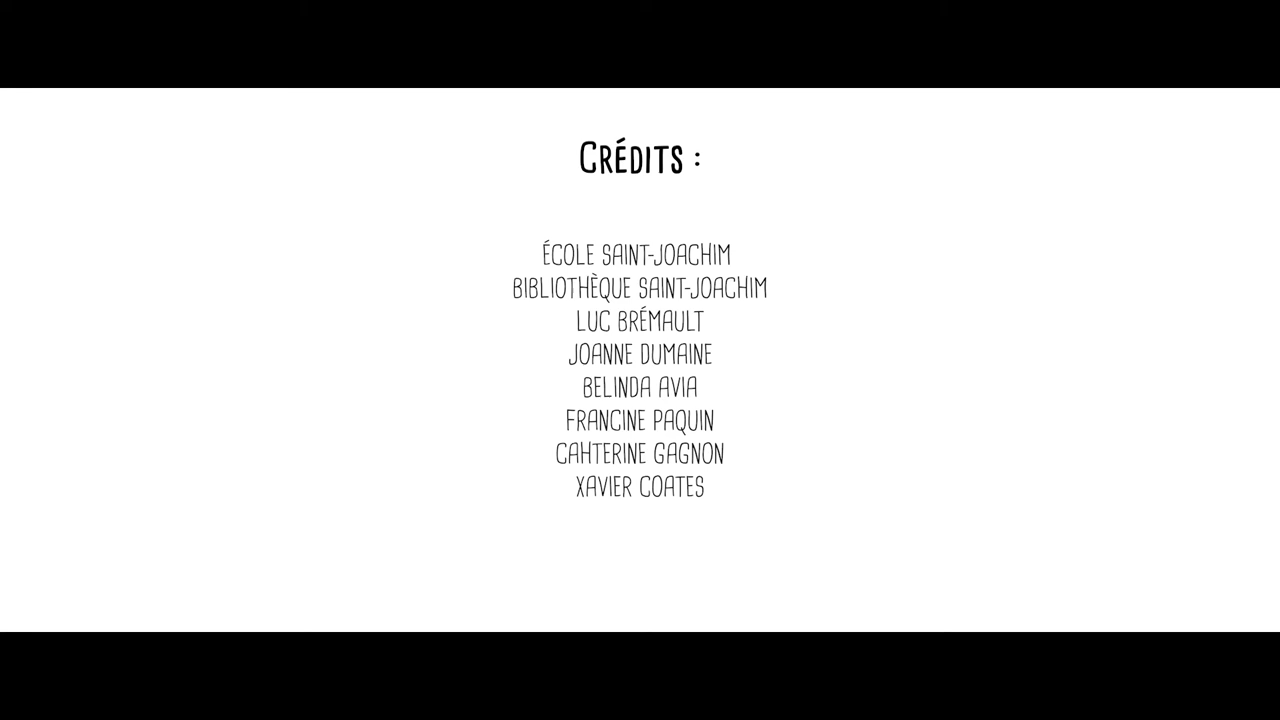 Crédits :
ÉCOLE SAINT-JOACHIM
BIBLIOTHÈQUE SAINT-JOACHIM
LUC BRÉMAULT
JOANNE DUMAINE
BELINDA AVIA
FRANCINE PAQUIN
CAHTERINE GAGNON
XAVIER COATES